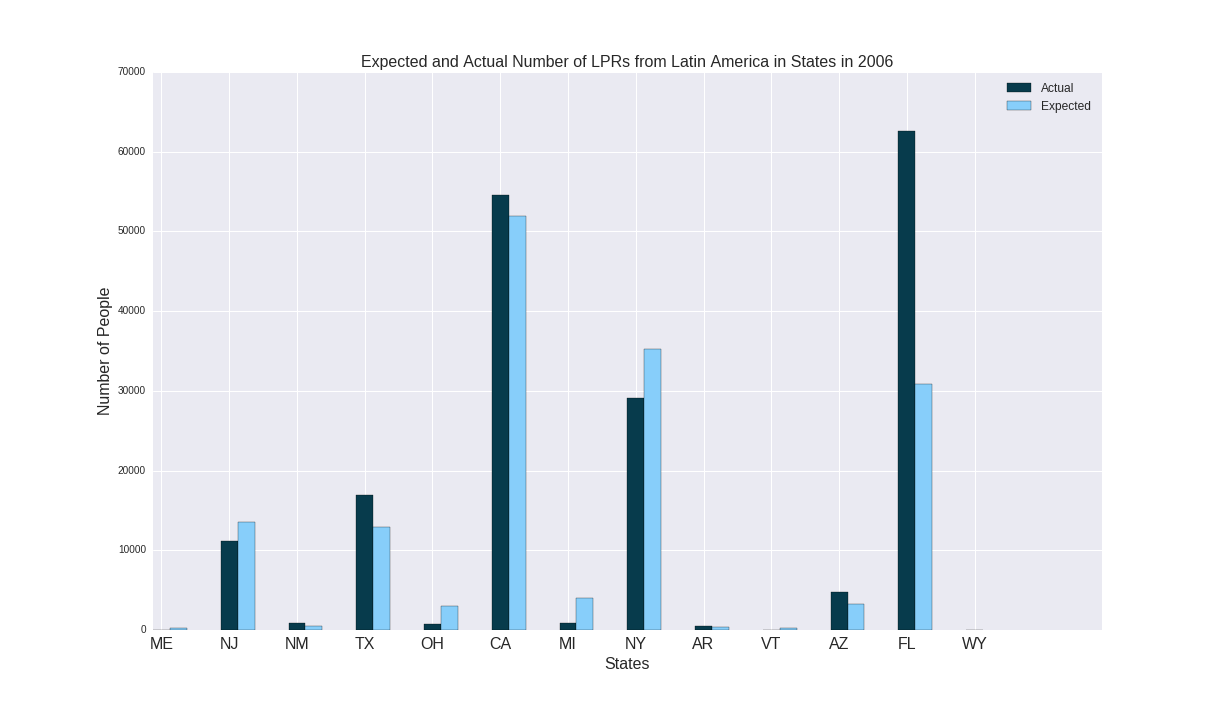 Expected and Actual Number of LPRs from Latin America in States in 2006
Actual
Expected
70000
60000
50000
40000
30000
20000
10000
0
Number of People
ME NJ NM TX OH CA MI NY AR VT AZ FL WY
States